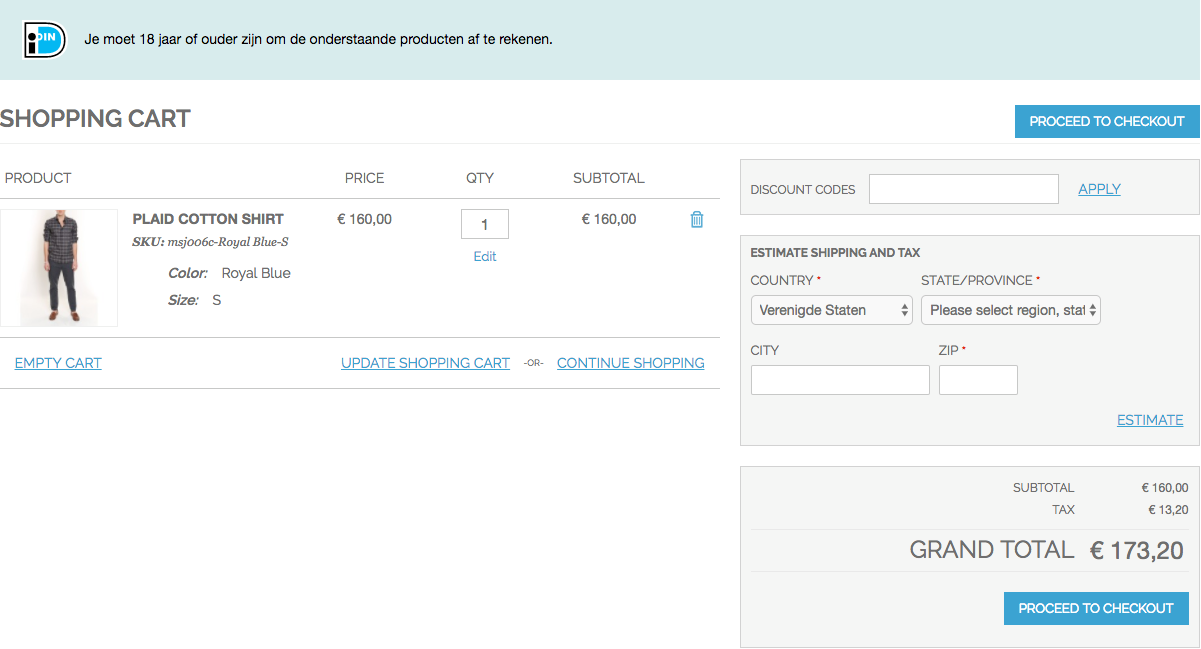 iDIN Je moet 18 jaar of ouder zijn om de onderstaande producten af te rekenen.
SHOPPING CART
PROCEED TO CHECKOUT
PRODUCT PRICE QTY SUBTOTAL
PLAID COTTON SHIRT € 160,00 1 € 160,00
SKU: msj006c-Royal Blue-S
Edit
Color: Royal Blue
Size: S
EMPTY CART UPDATE SHOPPING CART -OR- CONTINUE SHOPPING
DISCOUNT CODES APPLY
ESTIMATE SHIPPING AND TAX
COUNTRY * STATE/PROVINCE *
Verenigde Staten Please select region, stat
CITY ZIP *
ESTIMATE
SUBTOTAL € 160,00
TAX € 13,20
GRAND TOTAL € 173,20
PROCEED TO CHECKOUT